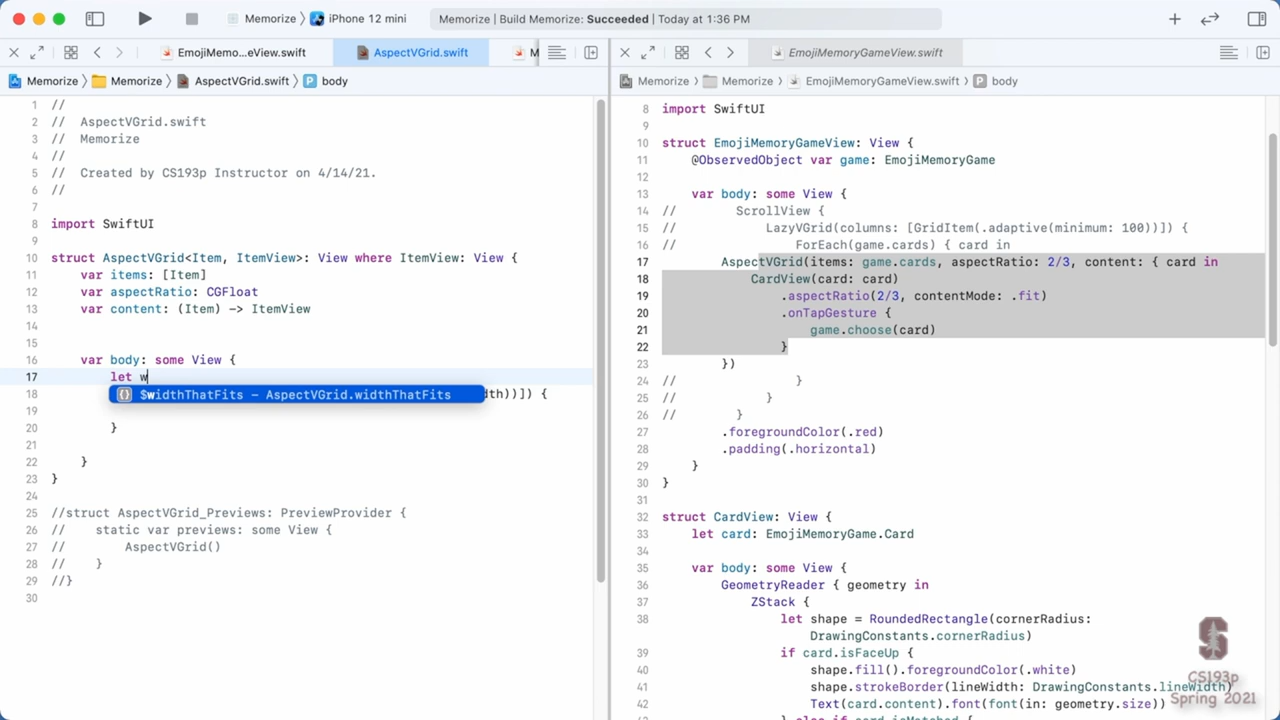 Memorize 〉 iPhone 12 mini
Memorize | Build Memorize: Succeeded | Today at 1:36 PM
EmojiMemo...eView.swift
AspectVGrid.swift
M
EmojiMemoryGameView.swift
Memorize 〉 Memorize 〉 AspectVGrid.swift 〉 P body
Memorize 〉 Memorize 〉 EmojiMemoryGameView.swift 〉 P body
1 //
2 //  AspectVGrid.swift
3 //  Memorize
4 //
5 //  Created by CS193p Instructor on 4/14/21.
6 //
7
8 import SwiftUI
9
10 struct AspectVGrid<Item, ItemView>: View where ItemView: View {
11     var items: [Item]
12     var aspectRatio: CGFloat
13     var content: (Item) -> ItemView
14
15
16     var body: some View {
17         let w
{} $widthThatFits — AspectVGrid.widthThatFits
18 dth))]) {
19
20         }
21
22     }
23 }
24
25 //struct AspectVGrid_Previews: PreviewProvider {
26 //    static var previews: some View {
27 //        AspectVGrid()
28 //    }
29 //}
30
8 import SwiftUI
9
10 struct EmojiMemoryGameView: View {
11     @ObservedObject var game: EmojiMemoryGame
12
13     var body: some View {
14 //        ScrollView {
15 //            LazyVGrid(columns: [GridItem(.adaptive(minimum: 100))]) {
16 //                ForEach(game.cards) { card in
17         AspectVGrid(items: game.cards, aspectRatio: 2/3, content: { card in
18             CardView(card: card)
19                 .aspectRatio(2/3, contentMode: .fit)
20                 .onTapGesture {
21                     game.choose(card)
22                 }
23         })
24 //                }
25 //            }
26 //        }
27         .foregroundColor(.red)
28         .padding(.horizontal)
29     }
30 }
31
32 struct CardView: View {
33     let card: EmojiMemoryGame.Card
34
35     var body: some View {
36         GeometryReader { geometry in
37             ZStack {
38                 let shape = RoundedRectangle(cornerRadius:
DrawingConstants.cornerRadius)
39                 if card.isFaceUp {
40                     shape.fill().foregroundColor(.white)
41                     shape.strokeBorder(lineWidth: DrawingConstants.lineWidth)
42                     Text(card.content).font(font(in: geometry.size))
} else if card.isMatched {
S
CS193p
Spring 2021